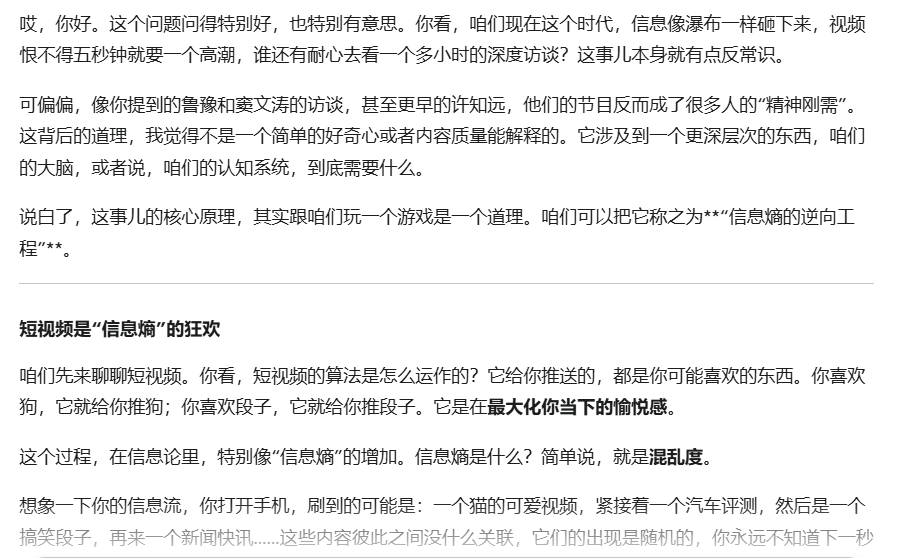 哎，你好。这个问题问得特别好，也特别有意思。你看，咱们现在这个时代，信息像瀑布一样砸下来，视频
恨不得五秒钟就要一个高潮，谁还有耐心去看一个多小时的深度访谈？这事儿本身就有点反常识。
可偏偏，像你提到的鲁豫和窦文涛的访谈，甚至更早的许知远，他们的节目反而成了很多人的“精神刚需”。
这背后的道理，我觉得不是一个简单的好奇心或者内容质量能解释的。它涉及到一个更深层次的东西，咱们
的大脑，或者说，咱们的认知系统，到底需要什么。
说白了，这事儿的核心原理，其实跟咱们玩一个游戏是一个道理。咱们可以把它称之为**“信息熵的逆向工
程”**。
短视频是“信息熵”的狂欢
咱们先来聊聊短视频。你看，短视频的算法是怎么运作的？它给你推送的，都是你可能喜欢的东西。你喜欢
狗，它就给你推狗；你喜欢段子，它就给你推段子。它是在最大化你当下的愉悦感。
这个过程，在信息论里，特别像“信息熵”的增加。信息熵是什么？简单说，就是混乱度。
想象一下你的信息流，你打开手机，刷到的可能是：一个猫的可爱视频，紧接着一个汽车评测，然后是一个
搞笑段子，再来一个新闻快讯......这些内容彼此之间没什么关联，它们的出现是随机的，你永远不知道下一秒